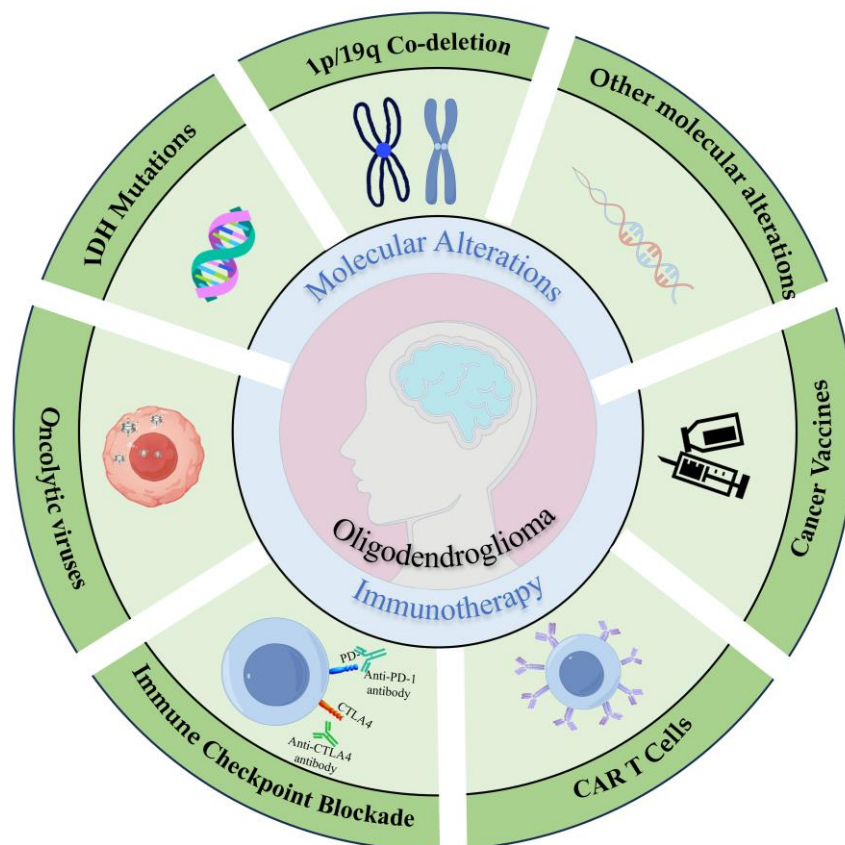 1p/19q Co-deletion
Other molecular alterations
IDH Mutations
Molecular Alterations
Oncolytic viruses
Cancer Vaccines
Oligodendroglioma
Immunotherapy
PD-
Anti-PD-1
antibody
CTLA4
Anti-CTLA4
antibody
Immune Checkpoint Blockade
CAR T Cells